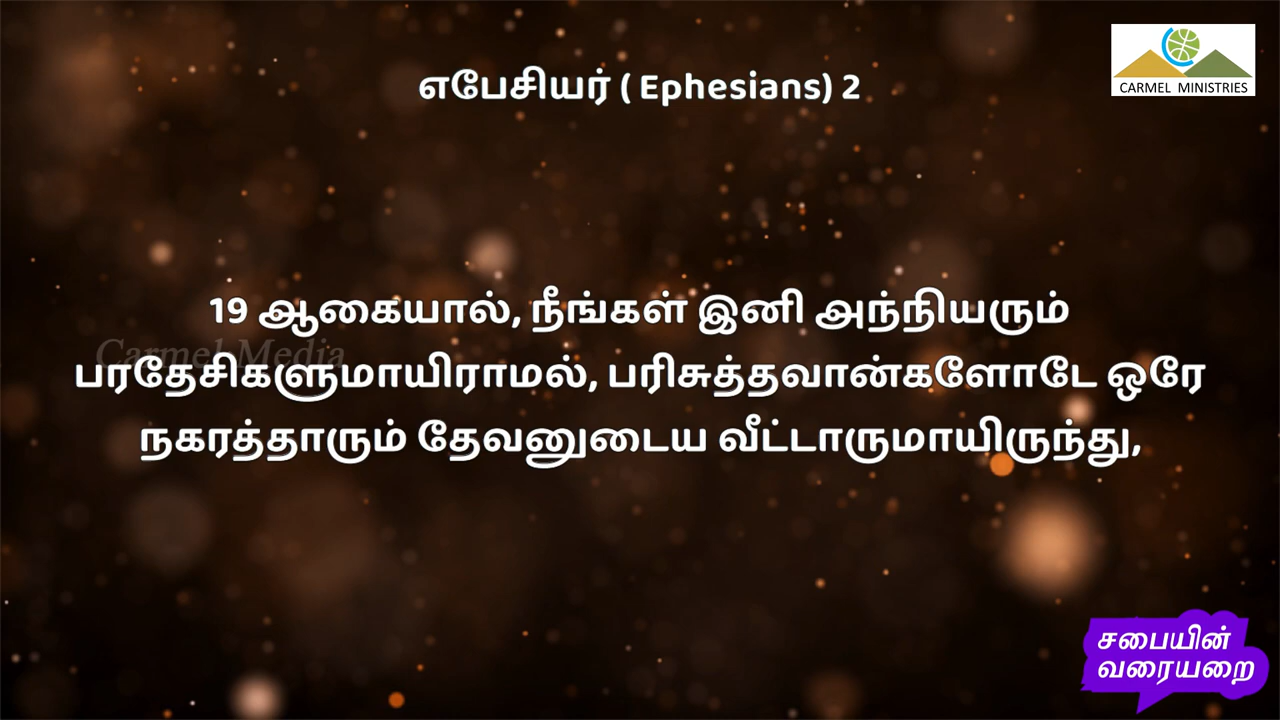 எபேசியர் ( Ephesians) 2
CARMEL MINISTRIES
19 ஆகையால், நீங்கள் இனி அந்நியரும்
Carmel Media
பரதேசிகளுமாயிராமல், பரிசுத்தவான்களோடே ஒரே
நகரத்தாரும் தேவனுடைய வீட்டாருமாயிருந்து,
சபையின்
வரையறை